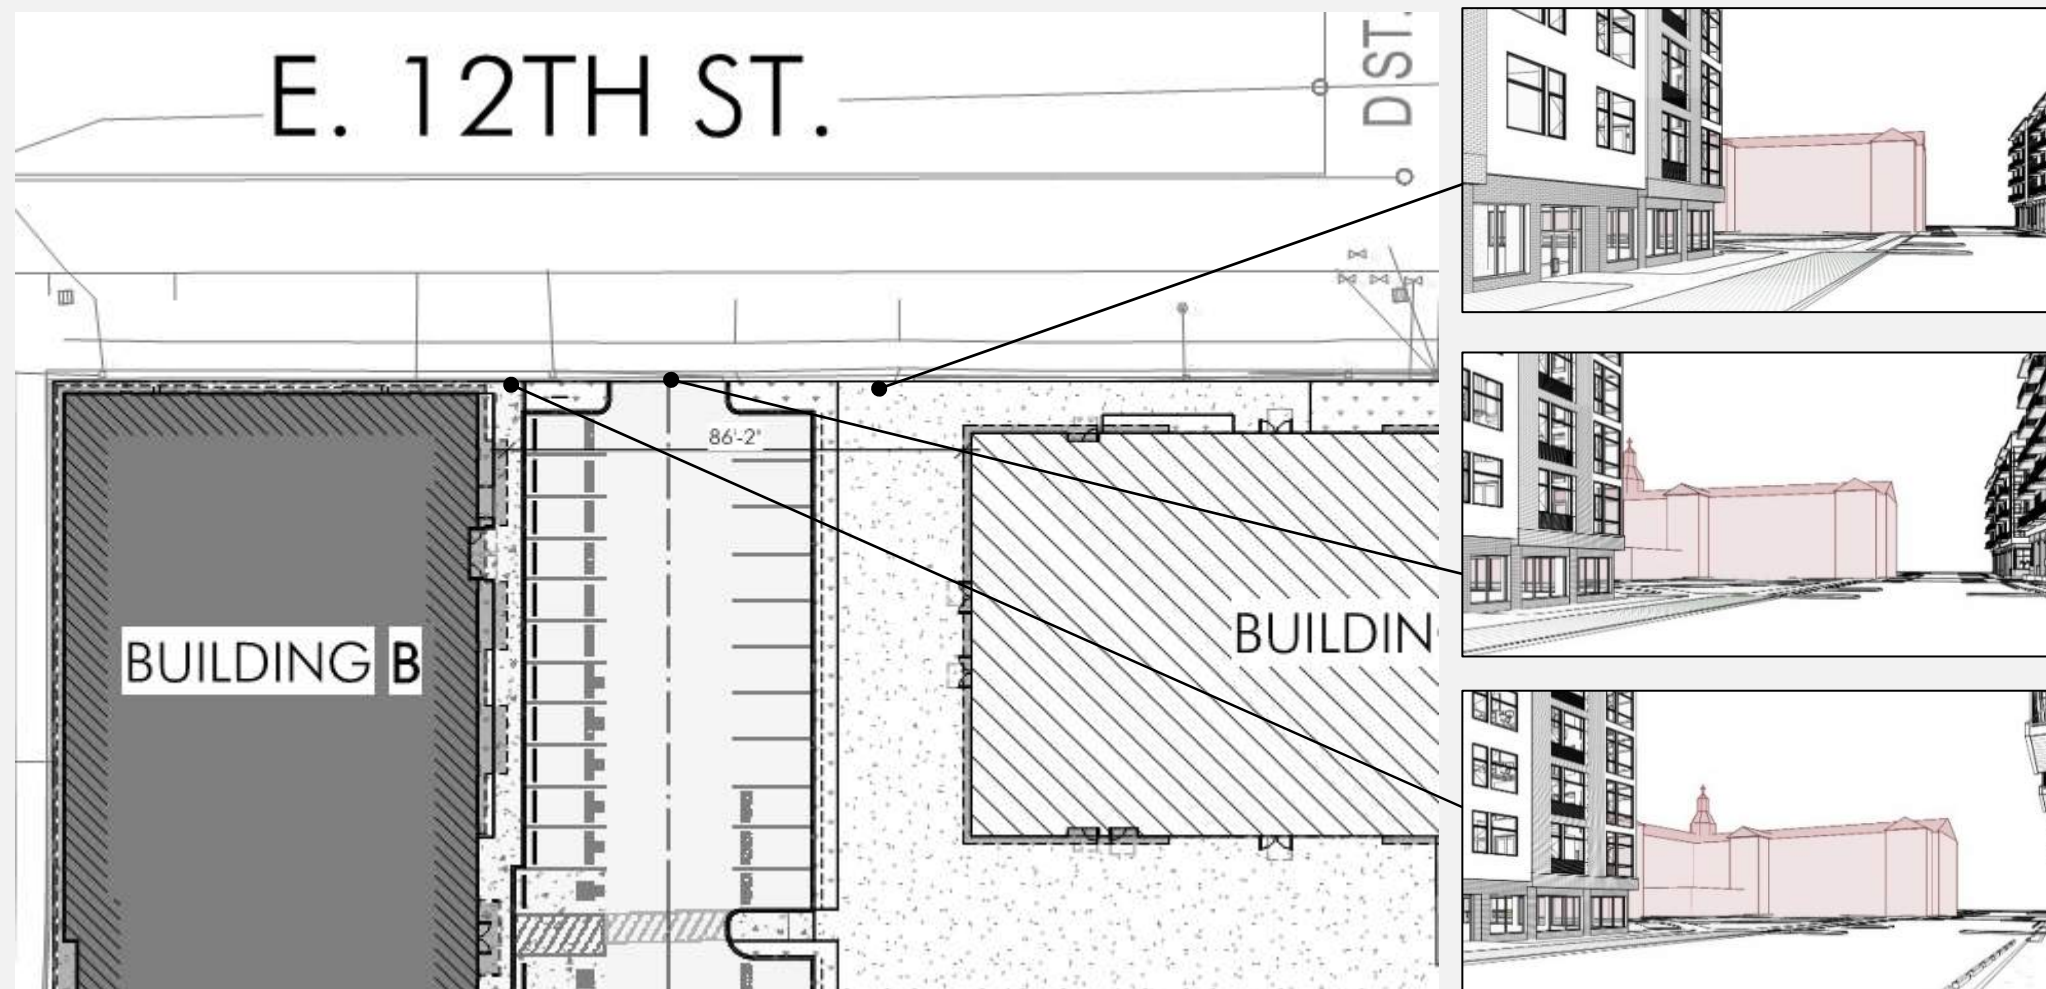 E. 12TH ST.
DST.
86'-2"
BUILDING B
BUILDIN